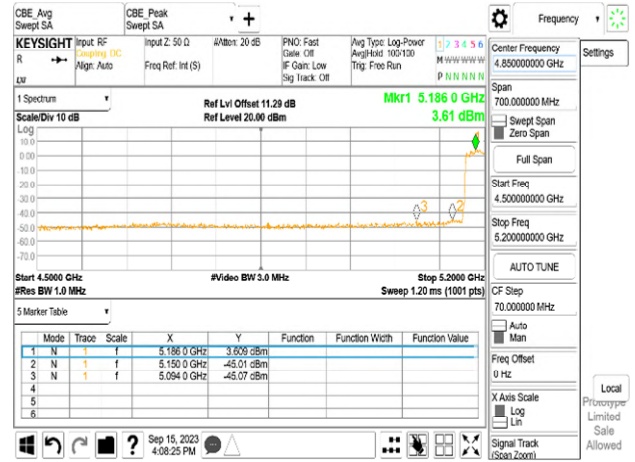 CBE_Avg
Swept SA
CBE_Peak
Swept SA
Frequency
KEYSIGHT
R
Input: RF
Coupling: DC
Align: Auto
Input Z: 50 Ω
Freq Ref: Int (S)
#Atten: 20 dB
PNO: Fast
Gate: Off
IF Gain: Low
Sig Track: Off
Avg Type: Log-Power
Avg|Hold: 100/100
Trig: Free Run
1 2 3 4 5 6
M W W W W W
P N N N N N
Center Frequency
4.850000000 GHz
Settings
Span
700.000000 MHz
Swept Span
Zero Span
Full Span
Start Freq
4.500000000 GHz
Stop Freq
5.200000000 GHz
AUTO TUNE
CF Step
70.000000 MHz
Auto
Man
Freq Offset
0 Hz
X Axis Scale
Log
Lin
Signal Track
(Span Zoom)
Local
Prototype
Limited
Sale
Allowed
1 Spectrum
Scale/Div 10 dB
Ref Lvl Offset 11.29 dB
Ref Level 20.00 dBm
Mkr1 5.186 0 GHz
3.61 dBm
Log
10.0
0.00
-10.0
-20.0
-30.0
-40.0
-50.0
-60.0
-70.0
3
2
Start 4.5000 GHz
#Res BW 1.0 MHz
#Video BW 3.0 MHz
Stop 5.2000 GHz
Sweep 1.20 ms (1001 pts)
5 Marker Table
Mode Trace Scale X Y Function Function Width Function Value
1 N 1 f 5.186 0 GHz 3.609 dBm
2 N 1 f 5.150 0 GHz -45.01 dBm
3 N 1 f 5.094 0 GHz -45.07 dBm
4
5
6
?
Sep 15, 2023
4:08:25 PM